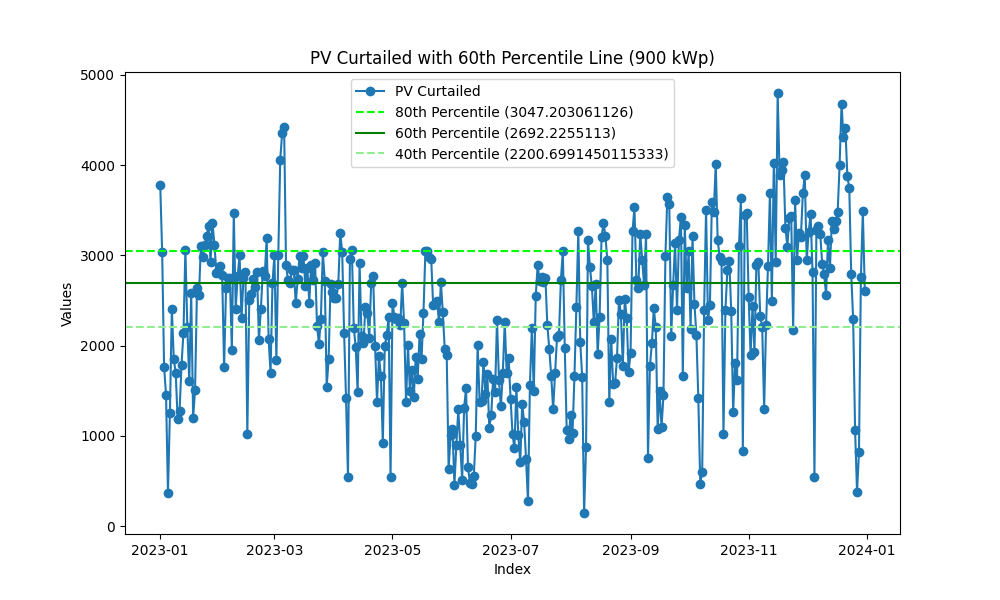 PV Curtailed with 60th Percentile Line (900 kWp)
PV Curtailed
80th Percentile (3047.203061126)
60th Percentile (2692.2255113)
40th Percentile (2200.6991450115333)
5000
4000
3000
2000
1000
0
Values
2023-01
2023-03
2023-05
2023-07
2023-09
2023-11
2024-01
Index